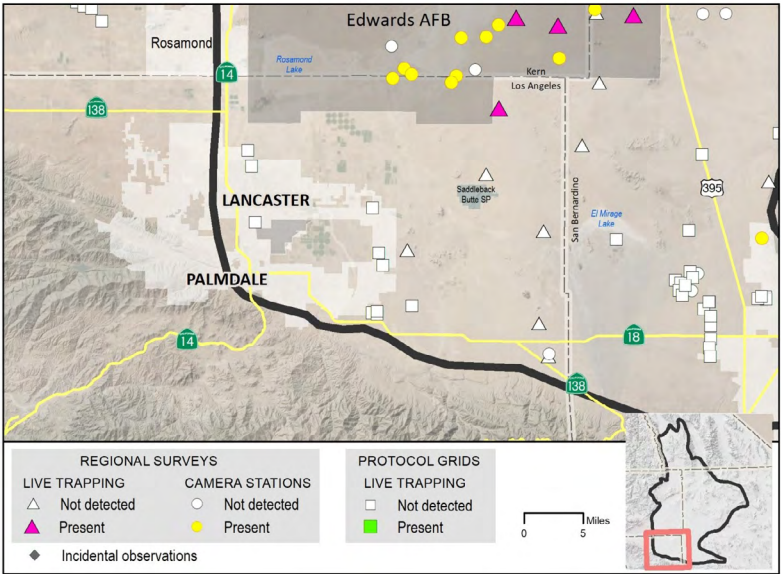 Edwards AFB
Rosamond
Rosamond
Lake
14
Kern
Los Angeles
138
395
LANCASTER
Saddleback
Butte SP
San Bernardino
El Mirage
Lake
PALMDALE
14
18
138
REGIONAL SURVEYS
LIVE TRAPPING
CAMERA STATIONS
Not detected
Not detected
Present
Present
Incidental observations
PROTOCOL GRIDS
LIVE TRAPPING
Not detected
Present
Miles
0 5